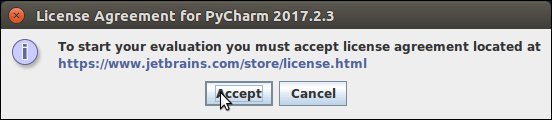 License Agreement for PyCharm 2017.2.3
To start your evaluation you must accept license agreement located at
https://www.jetbrains.com/store/license.html
Accept Cancel